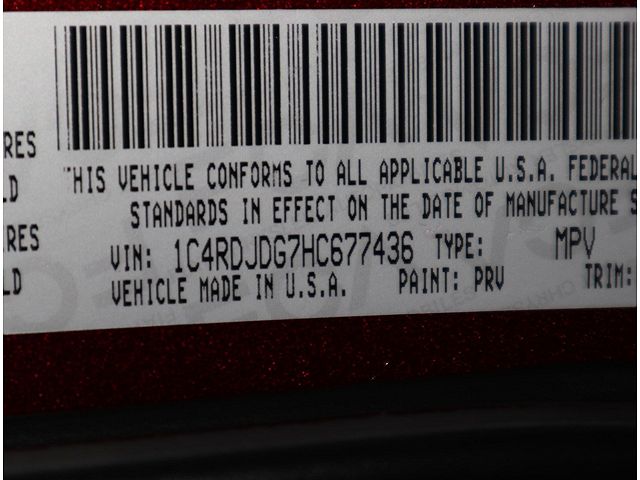 RES
LD
RES
LD
THIS VEHICLE CONFORMS TO ALL APPLICABLE U.S.A. FEDERAL
STANDARDS IN EFFECT ON THE DATE OF MANUFACTURE S
VIN: 1C4RDJDG7HC677436 TYPE: MPV
VEHICLE MADE IN U.S.A. PAINT: PRV TRIM: